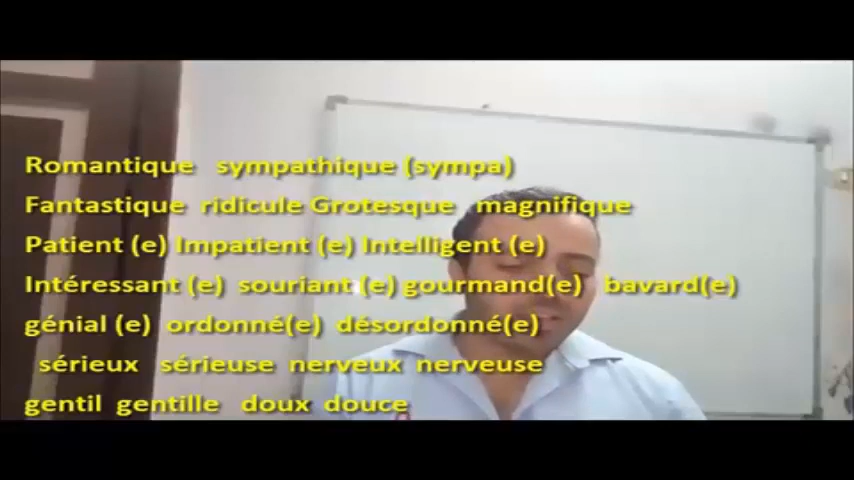 Romantique sympathique (sympa)
Fantastique ridicule Grotesque magnifique
Patient (e) Impatient (e) Intelligent (e)
Intéressant (e) souriant (e) gourmand(e) bavard(e)
génial (e) ordonné(e) désordonné(e)
sérieux sérieuse nerveux nerveuse
gentil gentille doux douce